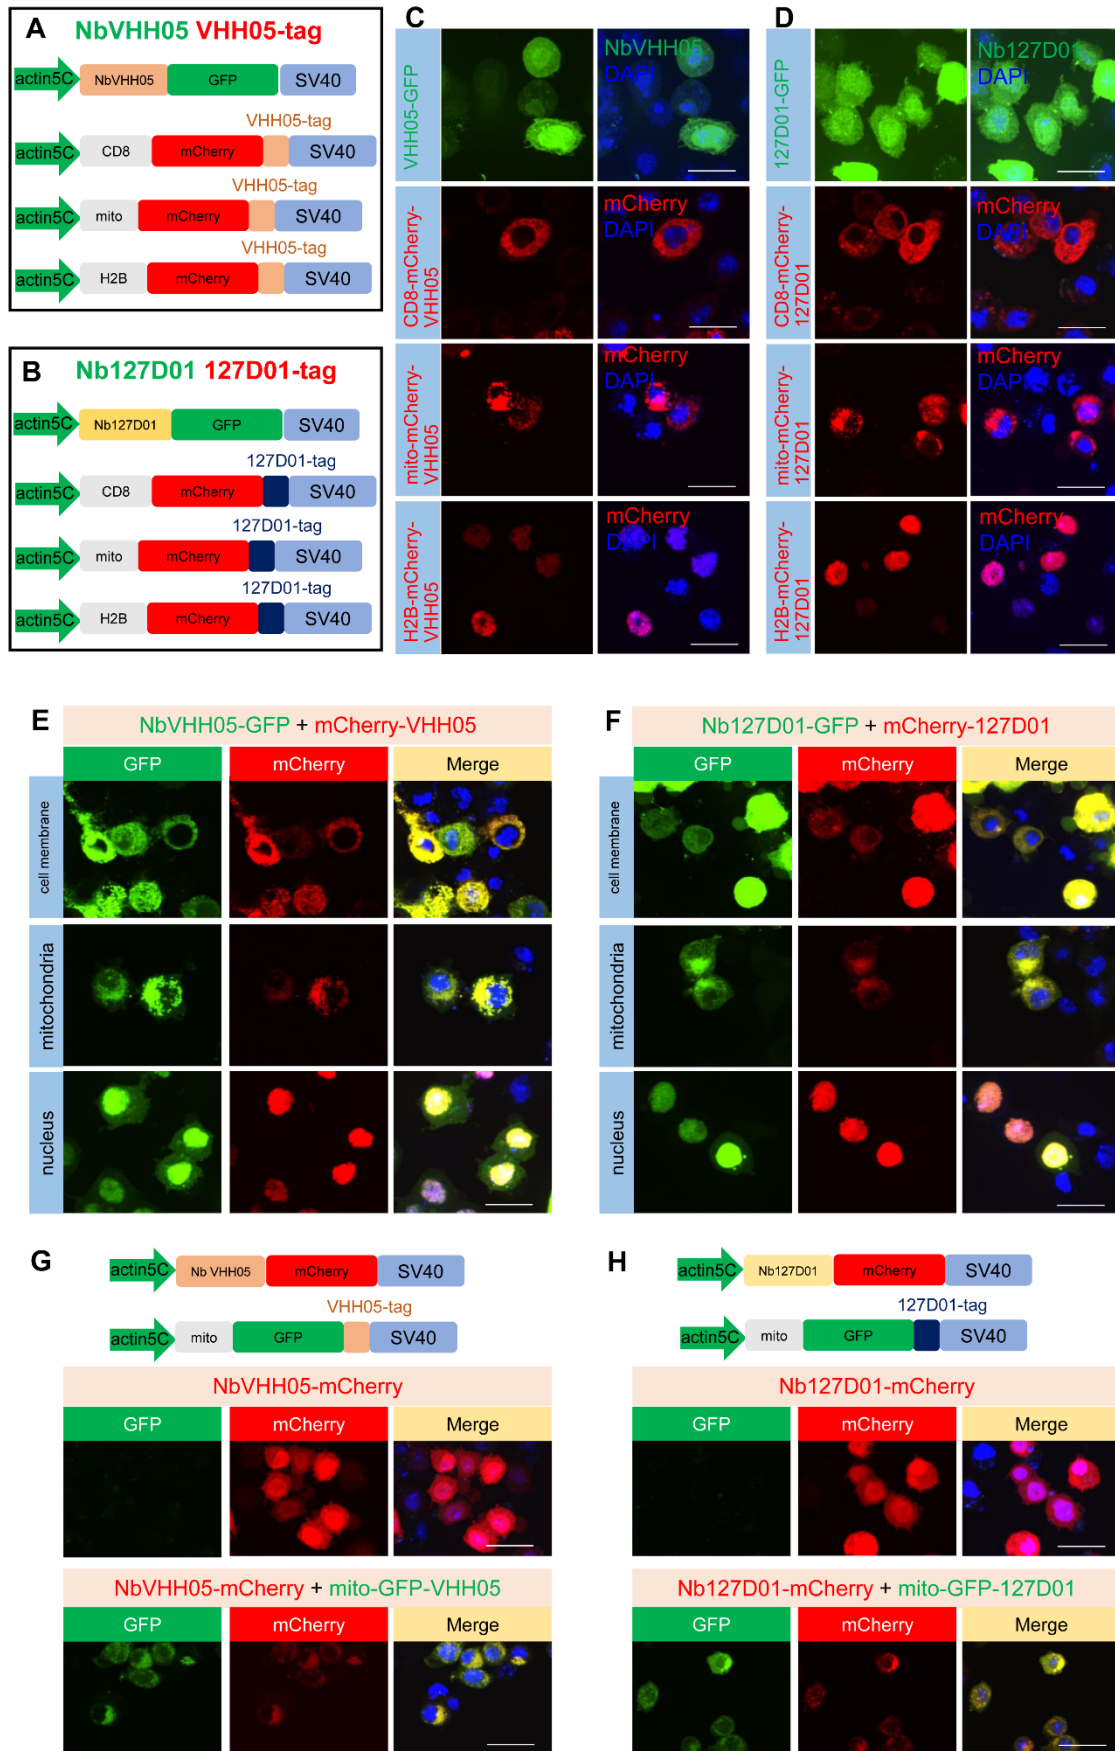 A NbVHH05 VHH05-tag
actin5C NbVHH05 GFP SV40
VHH05-tag
actin5C CD8 mCherry SV40
VHH05-tag
actin5C mito mCherry SV40
VHH05-tag
actin5C H2B mCherry SV40
B Nb127D01 127D01-tag
actin5C Nb127D01 GFP SV40
127D01-tag
actin5C CD8 mCherry SV40
127D01-tag
actin5C mito mCherry SV40
127D01-tag
actin5C H2B mCherry SV40
C
VHH05-GFP
NbVHH05
DAPI
CD8-mCherry-
VHH05
mCherry
DAPI
mito-mCherry-
VHH05
mCherry
DAPI
H2B-mCherry-
VHH05
mCherry
DAPI
D
127D01-GFP
Nb127D01
DAPI
CD8-mCherry-
127D01
mCherry
DAPI
mito-mCherry-
127D01
mCherry
DAPI
H2B-mCherry-
127D01
mCherry
DAPI
E NbVHH05-GFP + mCherry-VHH05
GFP mCherry Merge
cell membrane
mitochondria
nucleus
F Nb127D01-GFP + mCherry-127D01
GFP mCherry Merge
cell membrane
mitochondria
nucleus
G
actin5C Nb VHH05 mCherry SV40
VHH05-tag
actin5C mito GFP SV40
NbVHH05-mCherry
GFP mCherry Merge
NbVHH05-mCherry + mito-GFP-VHH05
GFP mCherry Merge
H
actin5C Nb127D01 mCherry SV40
127D01-tag
actin5C mito GFP SV40
Nb127D01-mCherry
GFP mCherry Merge
Nb127D01-mCherry + mito-GFP-127D01
GFP mCherry Merge